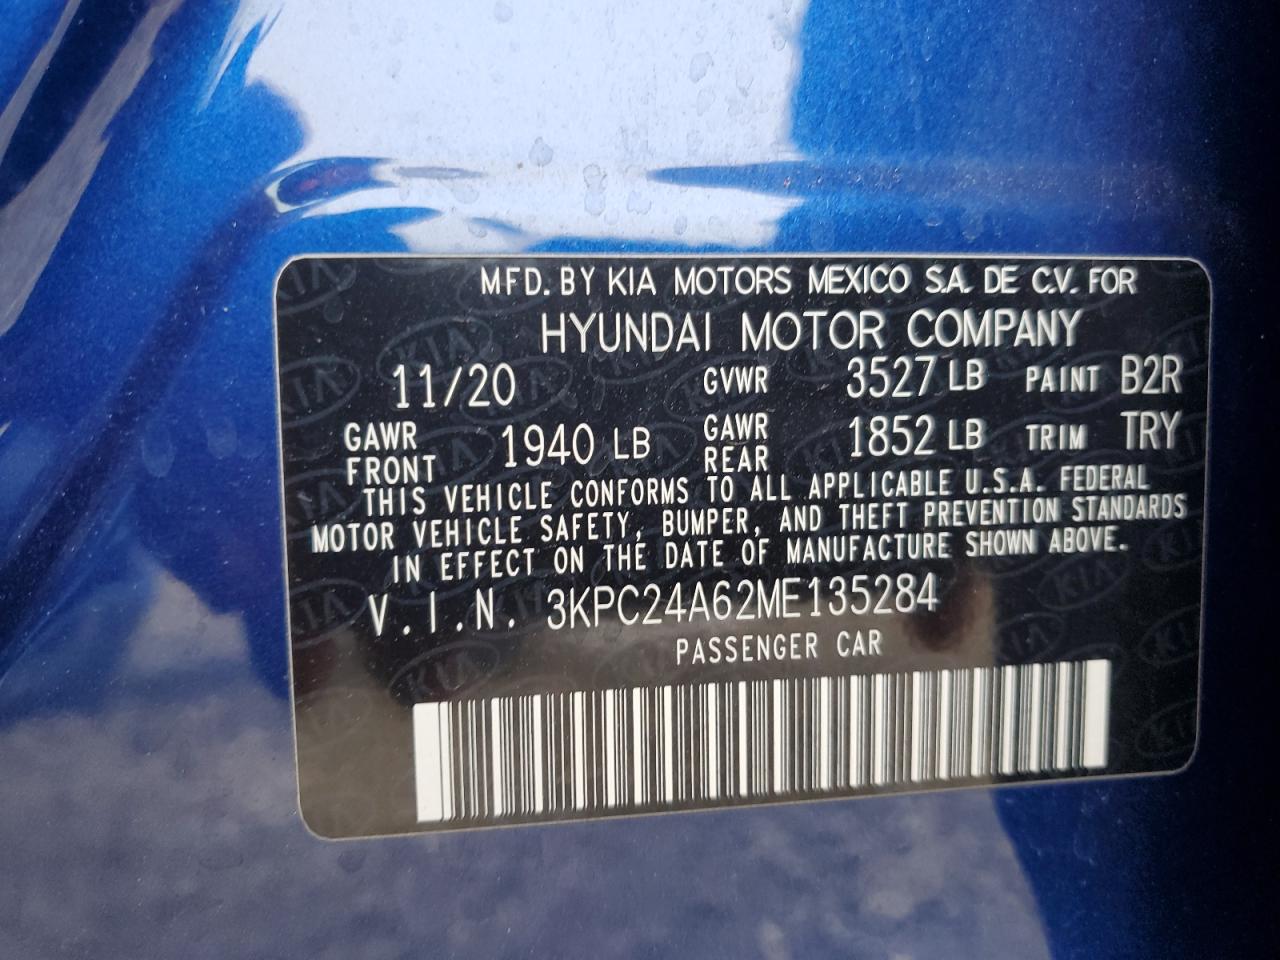 MFD. BY KIA MOTORS MEXICO S.A. DE C.V. FOR
HYUNDAI MOTOR COMPANY
11/20 GVWR 3527 LB PAINT B2R
GAWR FRONT 1940 LB GAWR REAR 1852 LB TRIM TRY
THIS VEHICLE CONFORMS TO ALL APPLICABLE U.S.A. FEDERAL
MOTOR VEHICLE SAFETY, BUMPER, AND THEFT PREVENTION STANDARDS
IN EFFECT ON THE DATE OF MANUFACTURE SHOWN ABOVE.
V.I.N. 3KPC24A62ME135284
PASSENGER CAR